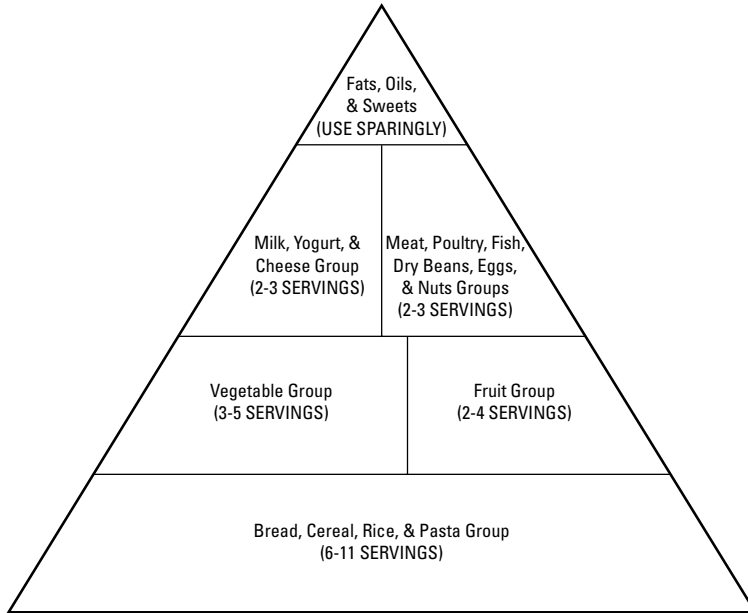 Fats, Oils,
& Sweets
(USE SPARINGLY)
Milk, Yogurt, &
Cheese Group
(2-3 SERVINGS)
Meat, Poultry, Fish,
Dry Beans, Eggs,
& Nuts Groups
(2-3 SERVINGS)
Vegetable Group
(3-5 SERVINGS)
Fruit Group
(2-4 SERVINGS)
Bread, Cereal, Rice, & Pasta Group
(6-11 SERVINGS)